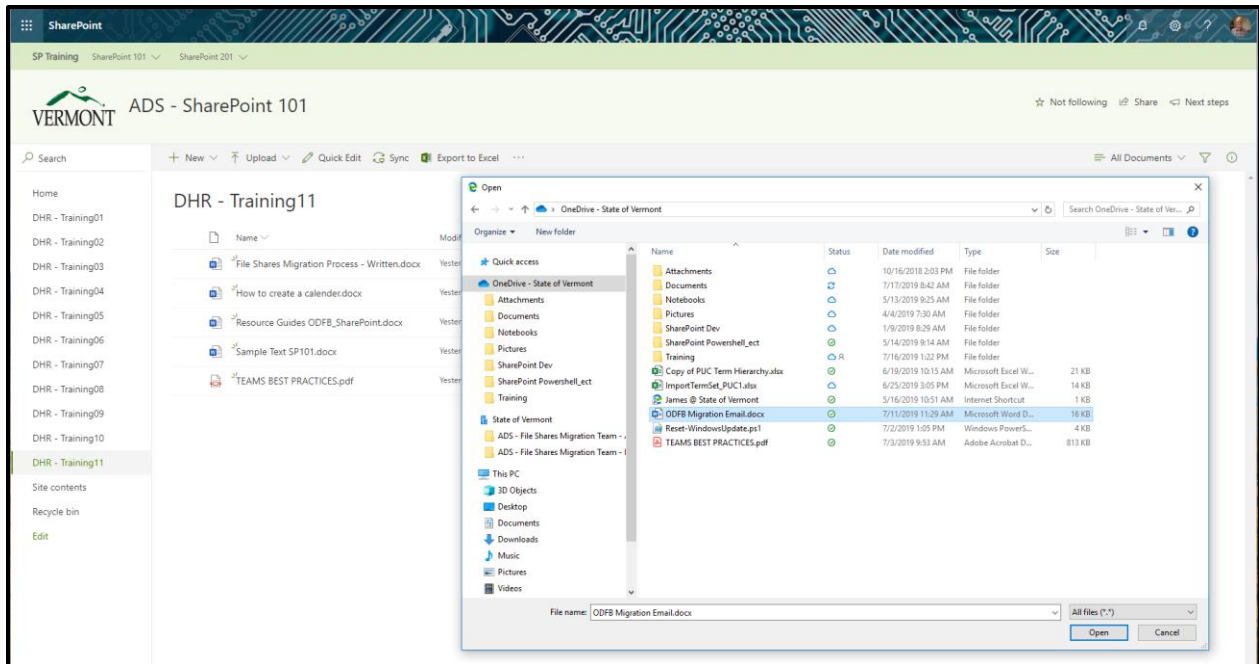 SharePoint
SP Training SharePoint 101 SharePoint 201
VERMONT
ADS - SharePoint 101
Not following Share Next steps
Search
New Upload Quick Edit Sync Export to Excel ...
All Documents
Home
DHR - Training01
DHR - Training02
DHR - Training03
DHR - Training04
DHR - Training05
DHR - Training06
DHR - Training07
DHR - Training08
DHR - Training09
DHR - Training10
DHR - Training11
Site contents
Recycle bin
Edit
DHR - Training11
Name Modif
File Shares Migration Process - Written.docx Yester
How to create a calender.docx Yester
Resource Guides ODFB_SharePoint.docx Yester
Sample Text SP101.docx Yester
TEAMS BEST PRACTICES.pdf Yester
Open
OneDrive - State of Vermont
Search OneDrive - State of Ver...
Organize New folder
Quick access
OneDrive - State of Vermont
Attachments
Documents
Notebooks
Pictures
SharePoint Dev
SharePoint Powershell_ect
Training
State of Vermont
ADS - File Shares Migration Team -
ADS - File Shares Migration Team -
This PC
3D Objects
Desktop
Documents
Downloads
Music
Pictures
Videos
Name Status Date modified Type Size
Attachments 10/16/2018 2:03 PM File folder
Documents 7/17/2019 8:42 AM File folder
Notebooks 5/13/2019 9:25 AM File folder
Pictures 4/4/2019 7:30 AM File folder
SharePoint Dev 1/9/2019 8:29 AM File folder
SharePoint Powershell_ect 5/14/2019 9:14 AM File folder
Training 7/16/2019 1:22 PM File folder
Copy of PUC Term Hierarchy.xlsx 6/19/2019 10:15 AM Microsoft Excel W... 21 KB
ImportTermSet_PUC1.xlsx 6/25/2019 3:05 PM Microsoft Excel W... 14 KB
James @ State of Vermont 5/16/2019 10:51 AM Internet Shortcut 1 KB
ODFB Migration Email.docx 7/11/2019 11:29 AM Microsoft Word D... 16 KB
Reset-WindowsUpdate.ps1 7/2/2019 1:05 PM Windows PowerS... 4 KB
TEAMS BEST PRACTICES.pdf 7/3/2019 9:53 AM Adobe Acrobat D... 813 KB
File name: ODFB Migration Email.docx
All files (*.*)
Open Cancel